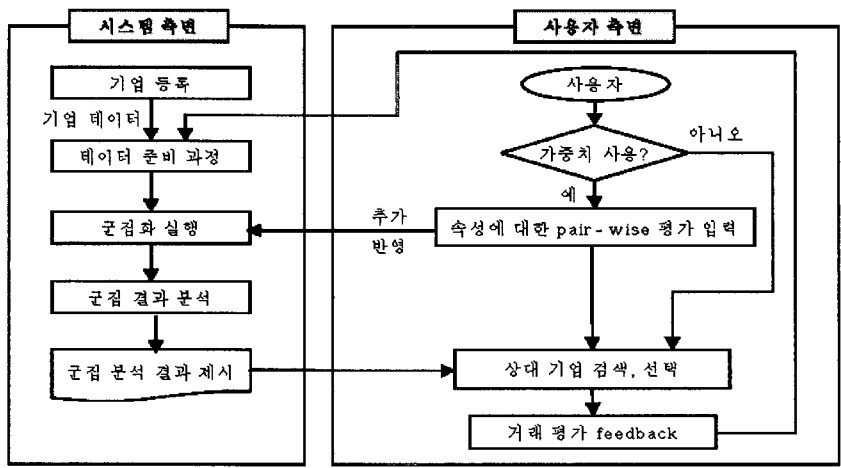 시스템 측면
기업 등록
기업 데이터
데이터 준비 과정
군집화 실행
군집 결과 분석
군집 분석 결과 제시
추가
반영
사용자 측면
사용자
가중치 사용?
아니오
예
속성에 대한 pair-wise 평가 입력
상대 기업 검색, 선택
거래 평가 feedback